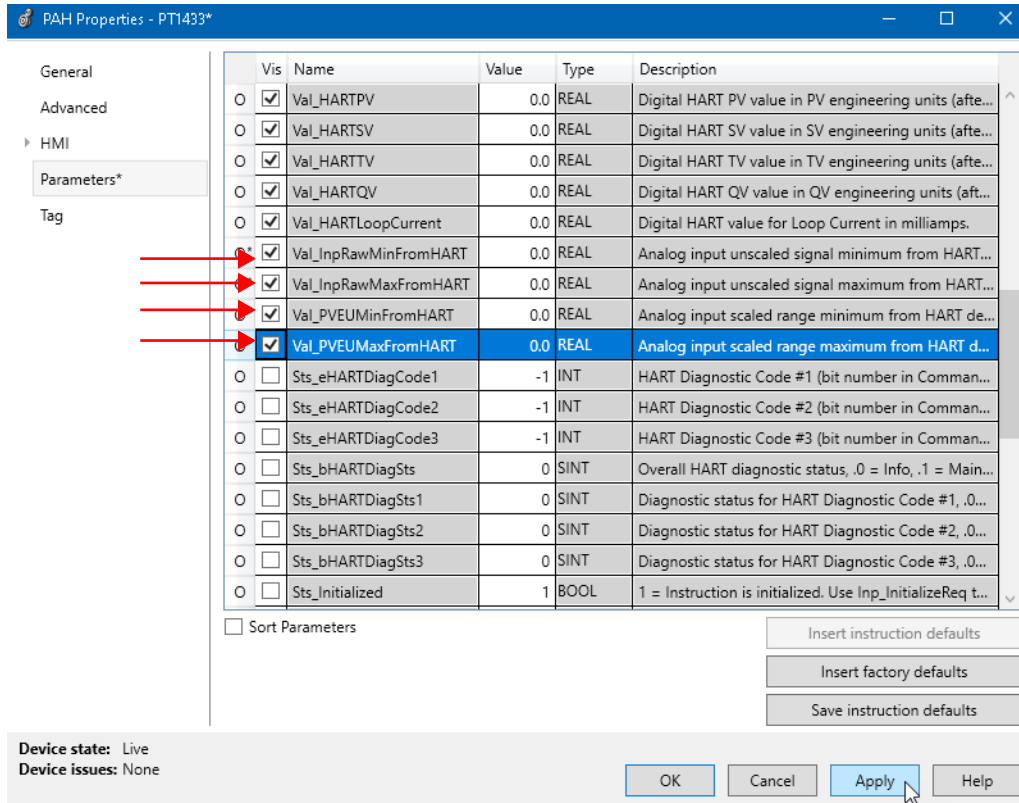 PAH Properties - PT1433*
General
Advanced
HMI
Parameters*
Tag
Vis Name Value Type Description
O Val_HARTPV 0.0 REAL Digital HART PV value in PV engineering units (afte...
O Val_HARTSV 0.0 REAL Digital HART SV value in SV engineering units (afte...
O Val_HARTTV 0.0 REAL Digital HART TV value in TV engineering units (afte...
O Val_HARTQV 0.0 REAL Digital HART QV value in QV engineering units (aft...
O Val_HARTLoopCurrent 0.0 REAL Digital HART value for Loop Current in milliamps.
O* Val_InpRawMinFromHART 0.0 REAL Analog input unscaled signal minimum from HART...
Val_InpRawMaxFromHART 0.0 REAL Analog input unscaled signal maximum from HART...
Val_PVEUMinFromHART 0.0 REAL Analog input scaled range minimum from HART de...
Val_PVEUMaxFromHART 0.0 REAL Analog input scaled range maximum from HART d...
O Sts_eHARTDiagCode1 -1 INT HART Diagnostic Code #1 (bit number in Comman...
O Sts_eHARTDiagCode2 -1 INT HART Diagnostic Code #2 (bit number in Comman...
O Sts_eHARTDiagCode3 -1 INT HART Diagnostic Code #3 (bit number in Comman...
O Sts_bHARTDiagSts 0 SINT Overall HART diagnostic status, .0 = Info, .1 = Main...
O Sts_bHARTDiagSts1 0 SINT Diagnostic status for HART Diagnostic Code #1, .0...
O Sts_bHARTDiagSts2 0 SINT Diagnostic status for HART Diagnostic Code #2, .0...
O Sts_bHARTDiagSts3 0 SINT Diagnostic status for HART Diagnostic Code #3, .0...
O Sts_Initialized 1 BOOL 1 = Instruction is initialized. Use Inp_InitializeReq t...
Sort Parameters
Insert instruction defaults
Insert factory defaults
Save instruction defaults
Device state: Live
Device issues: None
OK Cancel Apply Help